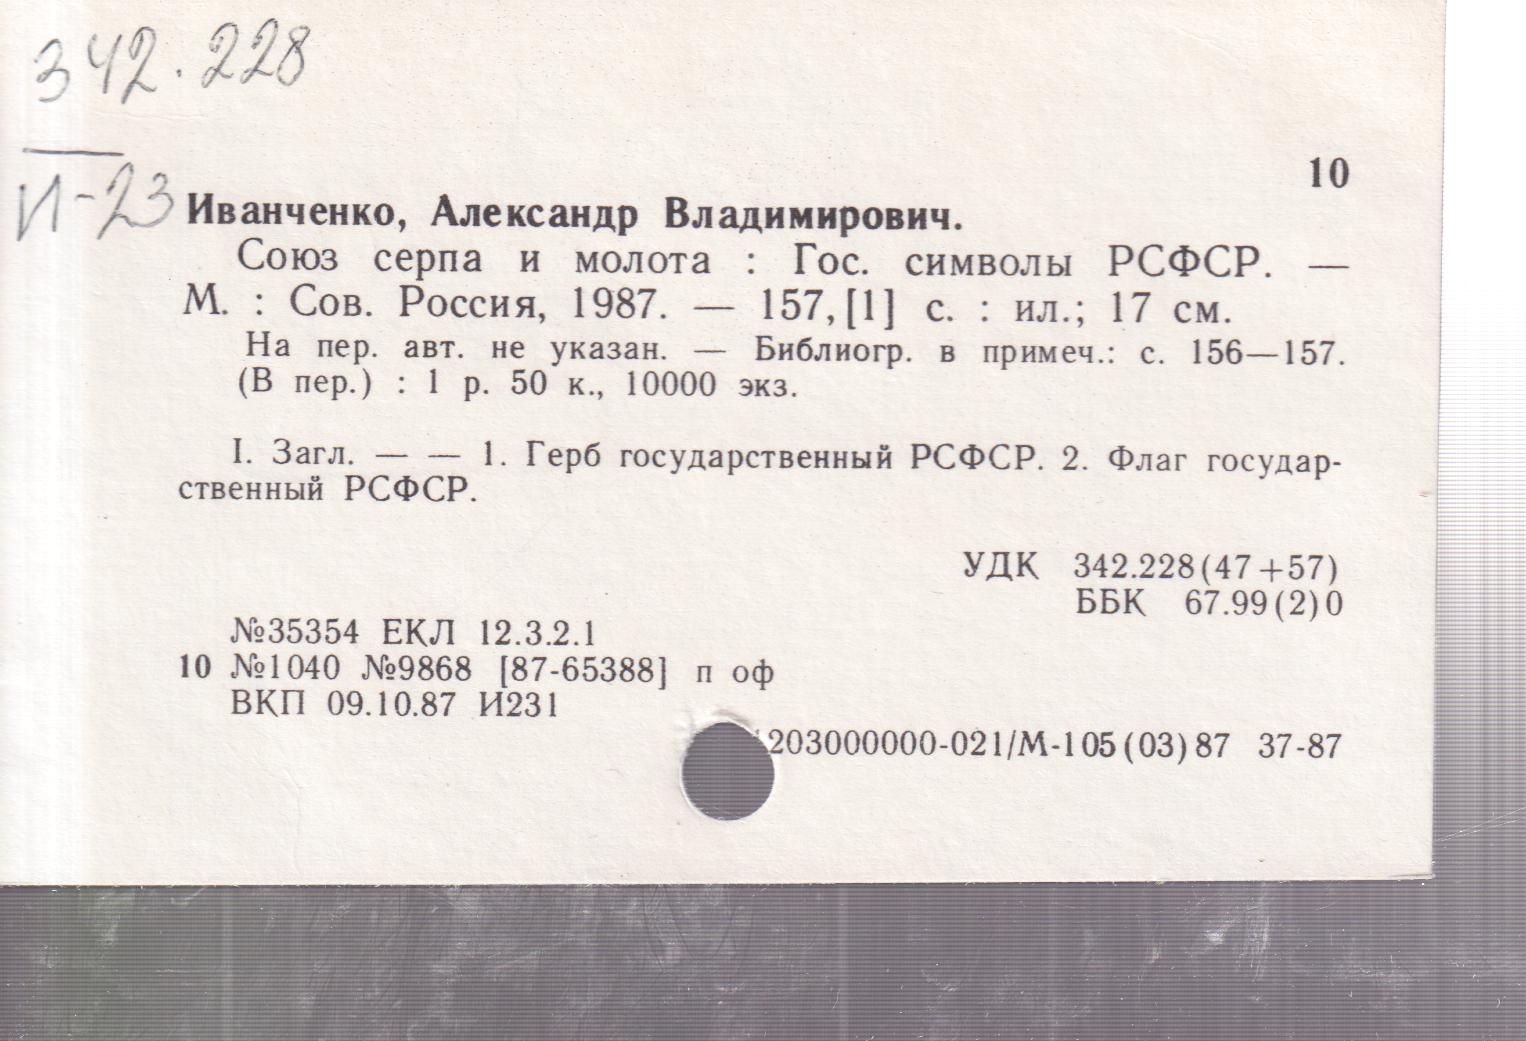 342.228
И-23
10
Иванченко, Александр Владимирович.
Союз серпа и молота : Гос. символы РСФСР. —
М. : Сов. Россия, 1987. — 157, [1] с. : ил.; 17 см.
На пер. авт. не указан. — Библиогр. в примеч.: с. 156—157.
(В пер.) : 1 р. 50 к., 10000 экз.
I. Загл. — — 1. Герб государственный РСФСР. 2. Флаг государ-
ственный РСФСР.
УДК 342.228(47+57)
ББК 67.99(2)0
№35354 ЕКЛ 12.3.2.1
10 №1040 №9868 [87-65388] п оф
ВКП 09.10.87 И231
203000000-021/М-105(03)87 37-87